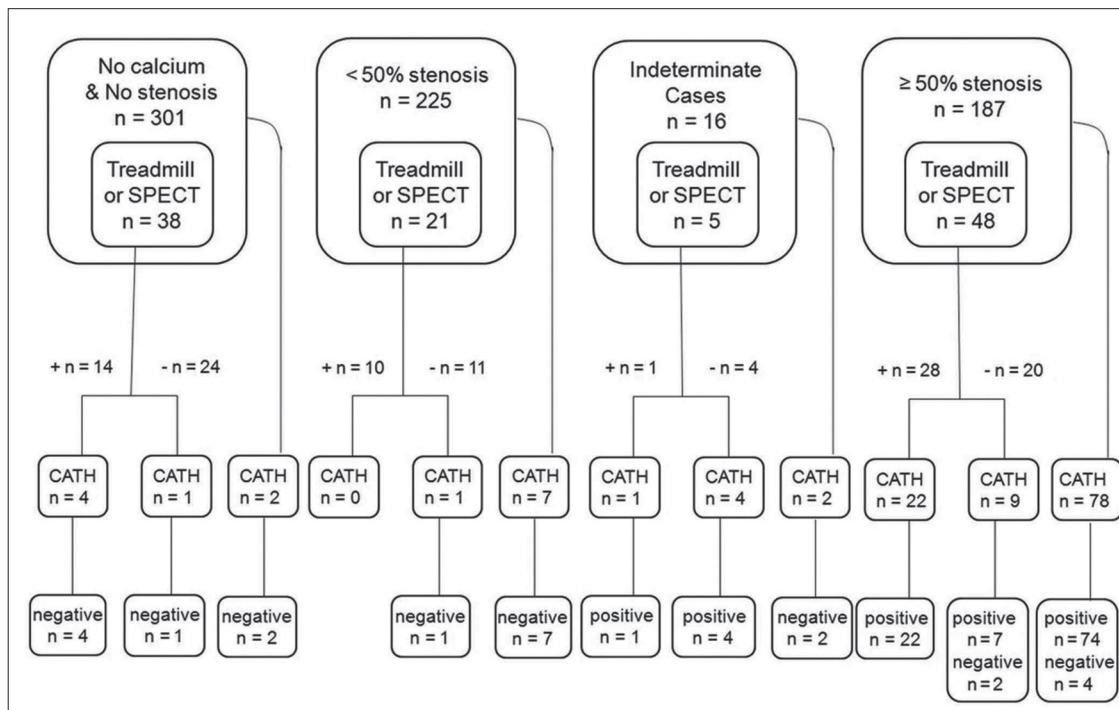 No calcium
& No stenosis
n = 301
Treadmill
or SPECT
n = 38
< 50% stenosis
n = 225
Treadmill
or SPECT
n = 21
Indeterminate
Cases
n = 16
Treadmill
or SPECT
n = 5
≥ 50% stenosis
n = 187
Treadmill
or SPECT
n = 48
+ n = 14
- n = 24
+ n = 10
- n = 11
+ n = 1
- n = 4
+ n = 28
- n = 20
CATH
n = 4
CATH
n = 1
CATH
n = 2
CATH
n = 0
CATH
n = 1
CATH
n = 7
CATH
n = 1
CATH
n = 4
CATH
n = 2
CATH
n = 22
CATH
n = 9
CATH
n = 78
negative
n = 4
negative
n = 1
negative
n = 2
negative
n = 1
negative
n = 7
positive
n = 1
positive
n = 4
negative
n = 2
positive
n = 22
positive
n = 7
negative
n = 2
positive
n = 74
negative
n = 4